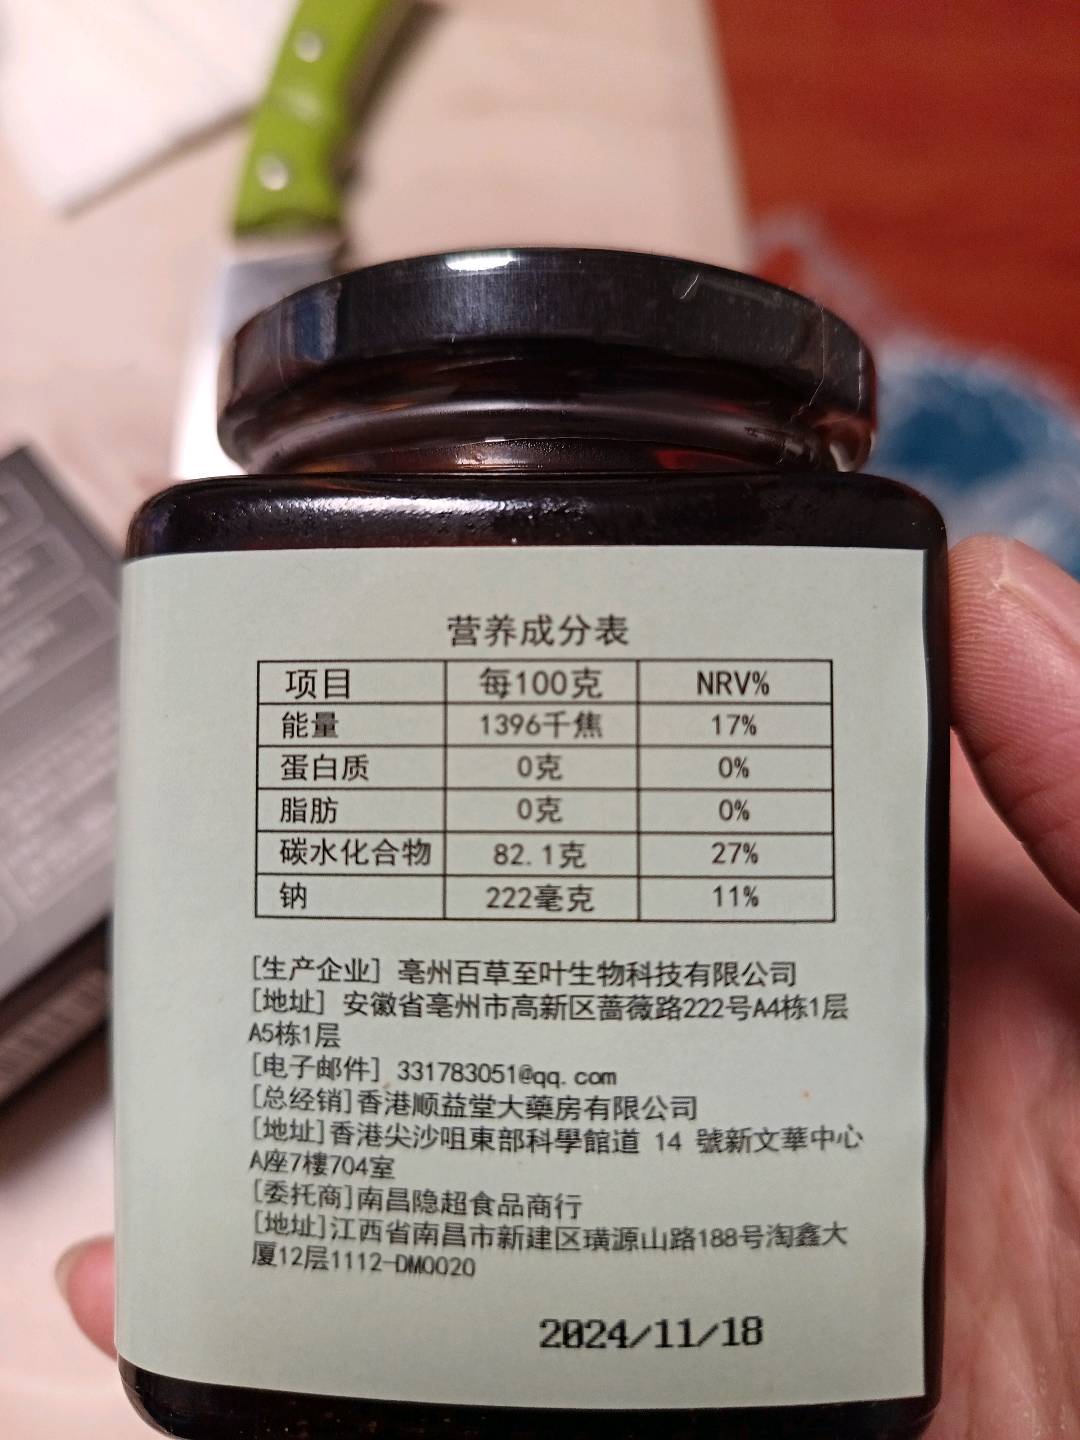 营养成分表
项目 每100克 NRV%
能量 1396千焦 17%
蛋白质 0克 0%
脂肪 0克 0%
碳水化合物 82.1克 27%
钠 222毫克 11%
[生产企业] 亳州百草至叶生物科技有限公司
[地址] 安徽省亳州市高新区蔷薇路222号A4栋1层
A5栋1层
[电子邮件] 331783051@qq.com
[总经销]香港顺益堂大藥房有限公司
[地址]香港尖沙咀東部科學館道 14 號新文華中心
A座7樓704室
[委托商]南昌隐超食品商行
[地址]江西省南昌市新建区璜源山路188号淘鑫大
厦12层1112-DM0020
2024/11/18